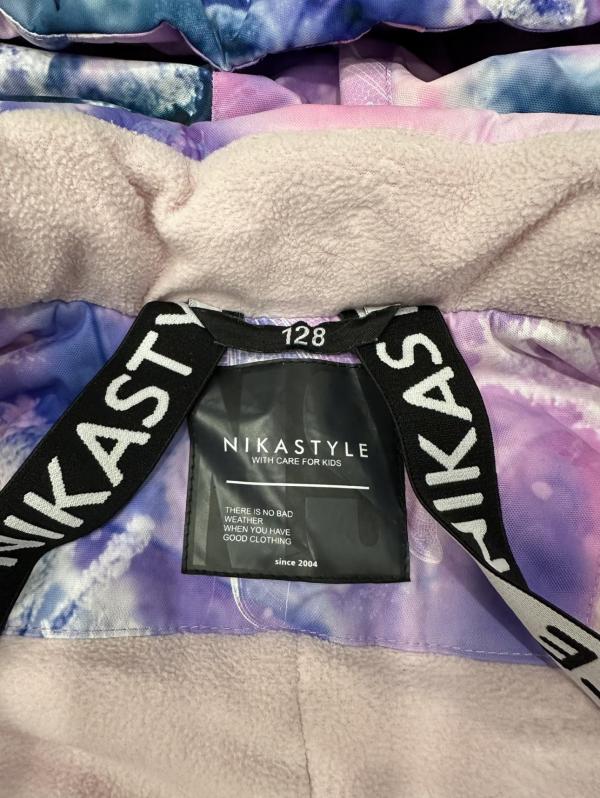 128
NIKASTY
NIKAS
NIKASTYLE
WITH CARE FOR KIDS
THERE IS NO BAD
WEATHER
WHEN YOU HAVE
GOOD CLOTHING
since 2004